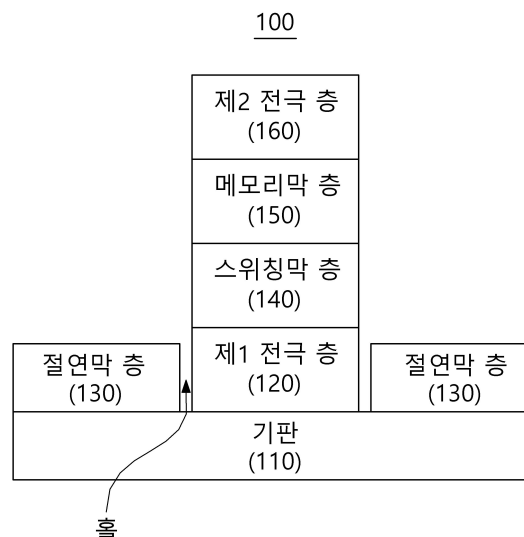 100
제2 전극 층
(160)
메모리막 층
(150)
스위칭막 층
(140)
절연막 층
(130)
제1 전극 층
(120)
절연막 층
(130)
기판
(110)
홀